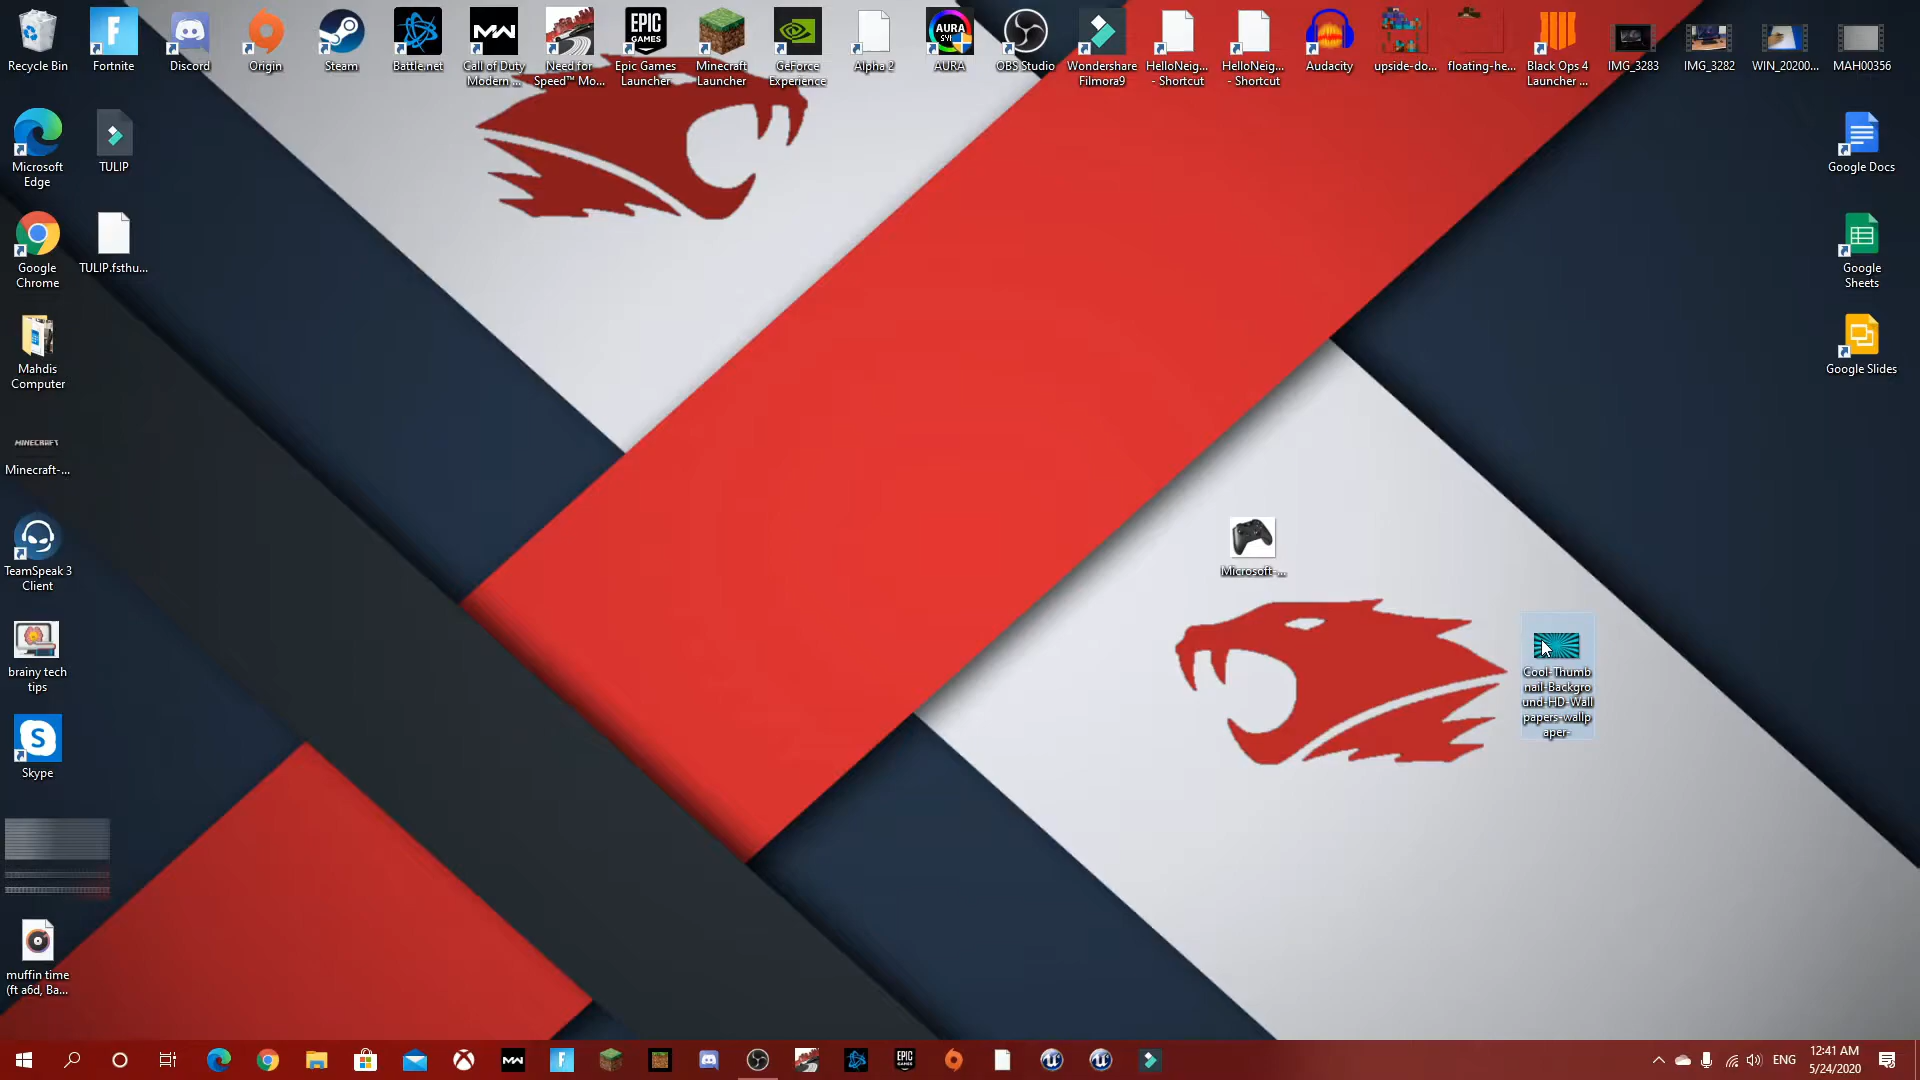 Recycle Bin
Fortnite
Discord
Origin
Steam
Battle.net
Call of Duty
Modern ...
Need for
Speed™ Mo...
EPIC
GAMES
Epic Games
Launcher
Minecraft
Launcher
GeForce
Experience
Alpha 2
AURA
AURA
OBS Studio
Wondershare
Filmora9
HelloNeig...
- Shortcut
HelloNeig...
- Shortcut
Audacity
upside-do...
floating-he...
Black Ops 4
Launcher ...
IMG_3283
IMG_3282
WIN_20200...
MAH00356
Microsoft
Edge
TULIP
Google Docs
Google
Chrome
TULIP.fsthu...
Google
Sheets
Mahdis
Computer
Google Slides
MINECRAFT
Minecraft-...
TeamSpeak 3
Client
Microsoft-...
brainy tech
tips
Cool-Thumb
nail-Backgro
und-HD-Wall
papers-wallp
aper-
Skype
muffin time
(ft a6d, Ba...
ENG
12:41 AM
5/24/2020